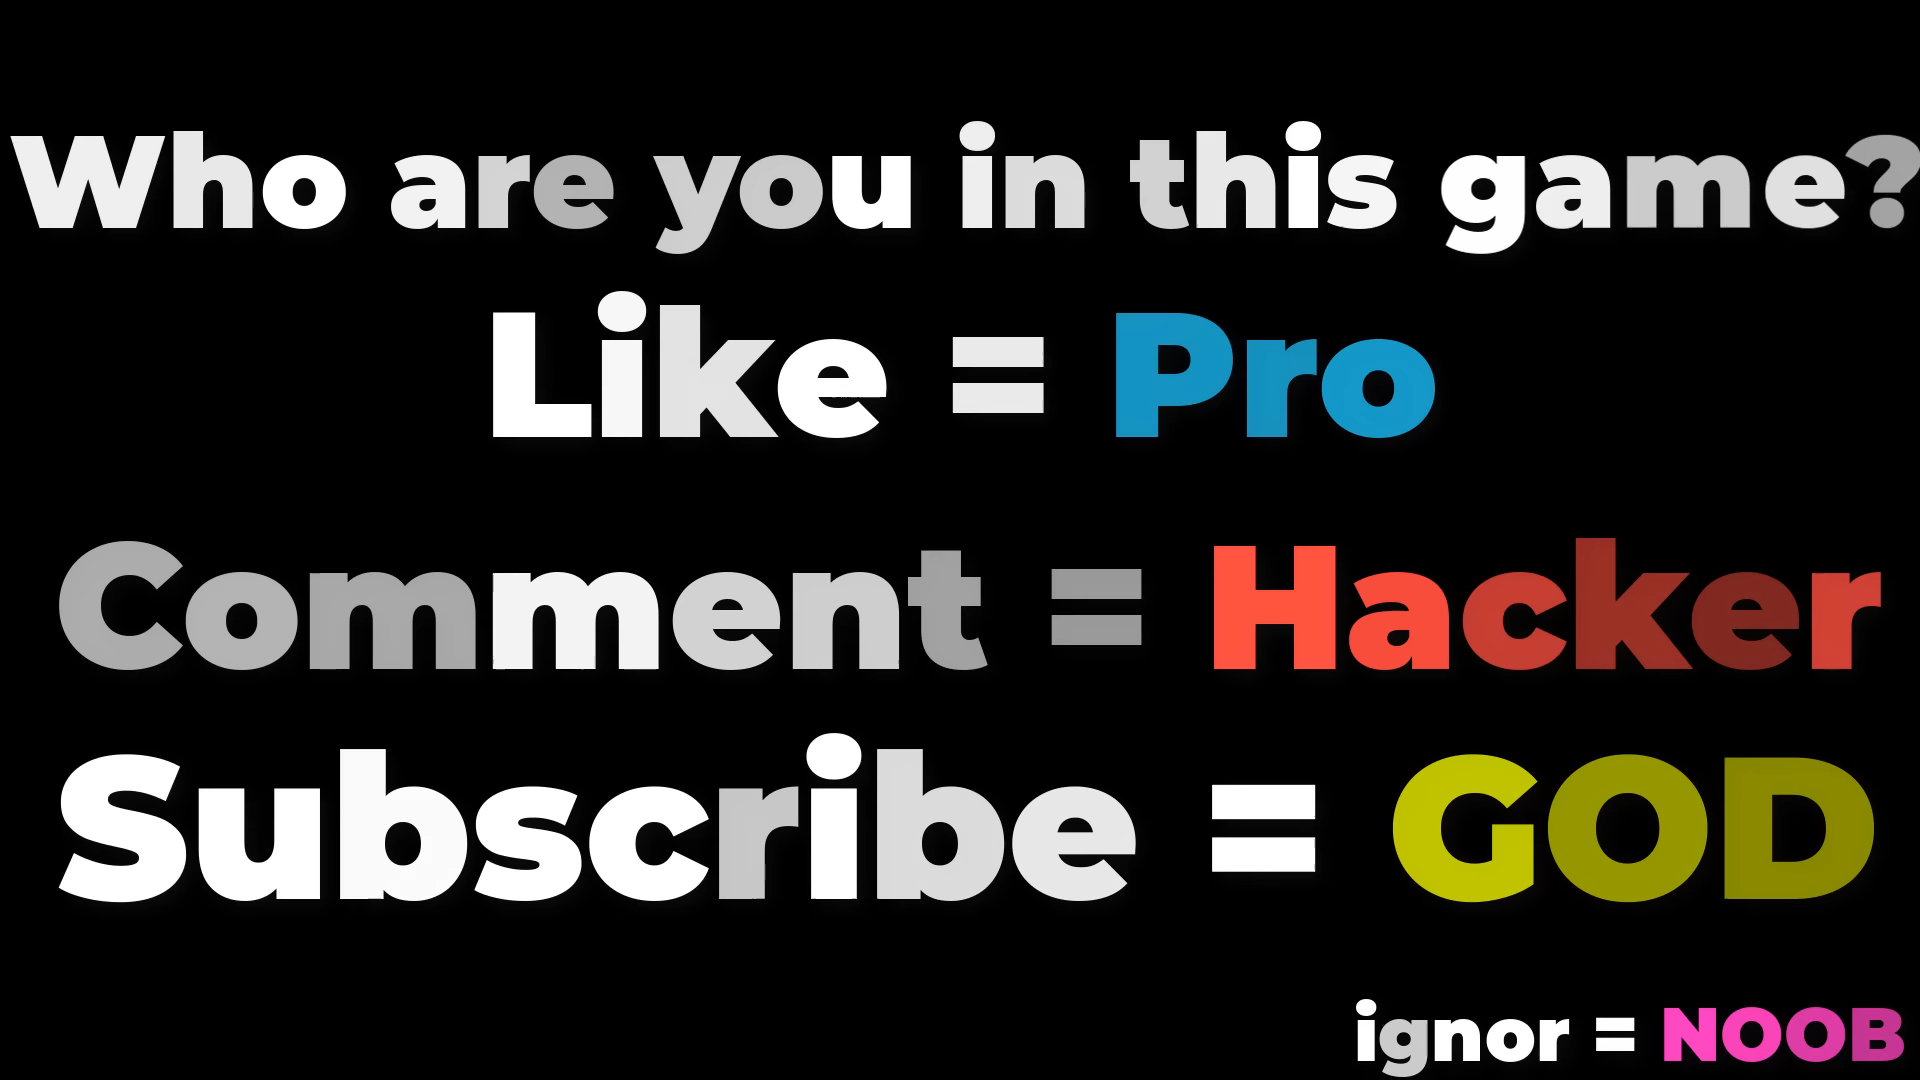 Who are you in this game?
Like = Pro
Comment = Hacker
Subscribe = GOD
ignor = NOOB